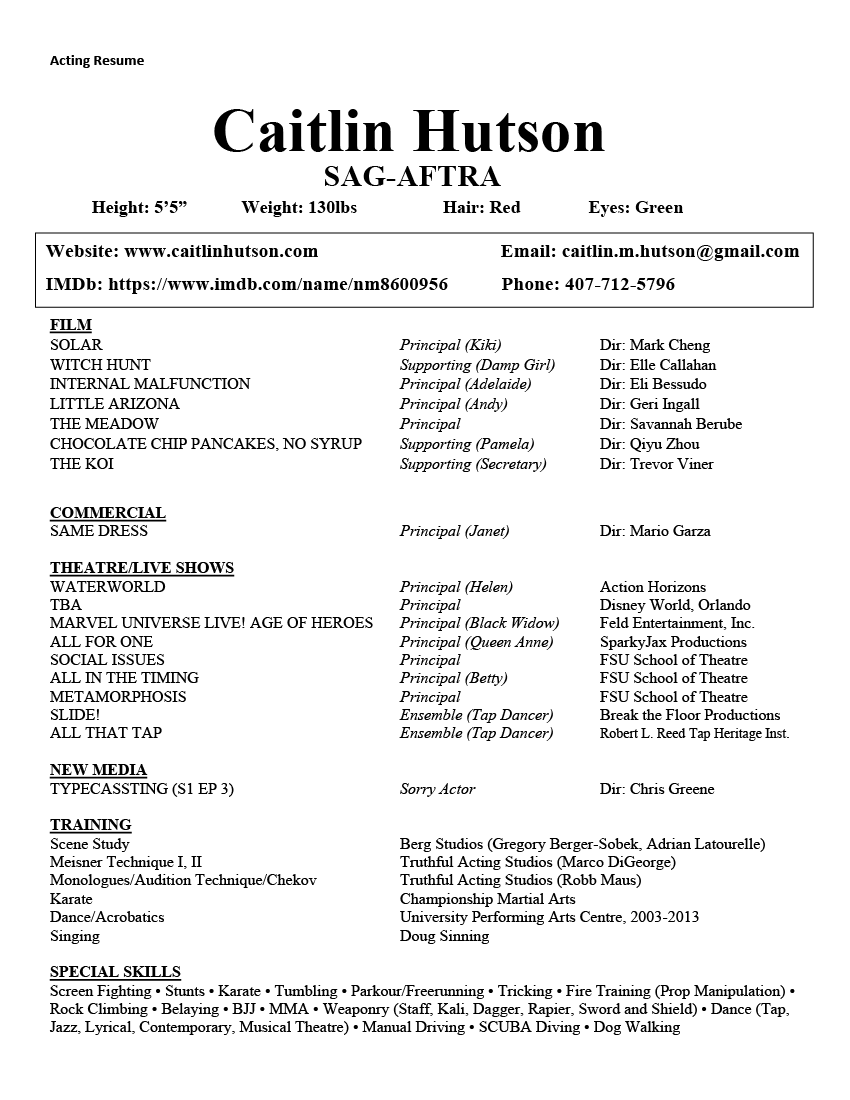 Acting Resume
Caitlin Hutson
SAG-AFTRA
Height: 5’5” Weight: 130lbs Hair: Red Eyes: Green
Website: www.caitlinhutson.com Email: caitlin.m.hutson@gmail.com
IMDb: https://www.imdb.com/name/nm8600956 Phone: 407-712-5796
FILM
SOLAR Principal (Kiki) Dir: Mark Cheng
WITCH HUNT Supporting (Damp Girl) Dir: Elle Callahan
INTERNAL MALFUNCTION Principal (Adelaide) Dir: Eli Bessudo
LITTLE ARIZONA Principal (Andy) Dir: Geri Ingall
THE MEADOW Principal Dir: Savannah Berube
CHOCOLATE CHIP PANCAKES, NO SYRUP Supporting (Pamela) Dir: Qiyu Zhou
THE KOI Supporting (Secretary) Dir: Trevor Viner
COMMERCIAL
SAME DRESS Principal (Janet) Dir: Mario Garza
THEATRE/LIVE SHOWS
WATERWORLD Principal (Helen) Action Horizons
TBA Principal Disney World, Orlando
MARVEL UNIVERSE LIVE! AGE OF HEROES Principal (Black Widow) Feld Entertainment, Inc.
ALL FOR ONE Principal (Queen Anne) SparkyJax Productions
SOCIAL ISSUES Principal FSU School of Theatre
ALL IN THE TIMING Principal (Betty) FSU School of Theatre
METAMORPHOSIS Principal FSU School of Theatre
SLIDE! Ensemble (Tap Dancer) Break the Floor Productions
ALL THAT TAP Ensemble (Tap Dancer) Robert L. Reed Tap Heritage Inst.
NEW MEDIA
TYPECASSTING (S1 EP 3) Sorry Actor Dir: Chris Greene
TRAINING
Scene Study Berg Studios (Gregory Berger-Sobek, Adrian Latourelle)
Meisner Technique I, II Truthful Acting Studios (Marco DiGeorge)
Monologues/Audition Technique/Chekov Truthful Acting Studios (Robb Maus)
Karate Championship Martial Arts
Dance/Acrobatics University Performing Arts Centre, 2003-2013
Singing Doug Sinning
SPECIAL SKILLS
Screen Fighting • Stunts • Karate • Tumbling • Parkour/Freerunning • Tricking • Fire Training (Prop Manipulation) •
Rock Climbing • Belaying • BJJ • MMA • Weaponry (Staff, Kali, Dagger, Rapier, Sword and Shield) • Dance (Tap,
Jazz, Lyrical, Contemporary, Musical Theatre) • Manual Driving • SCUBA Diving • Dog Walking